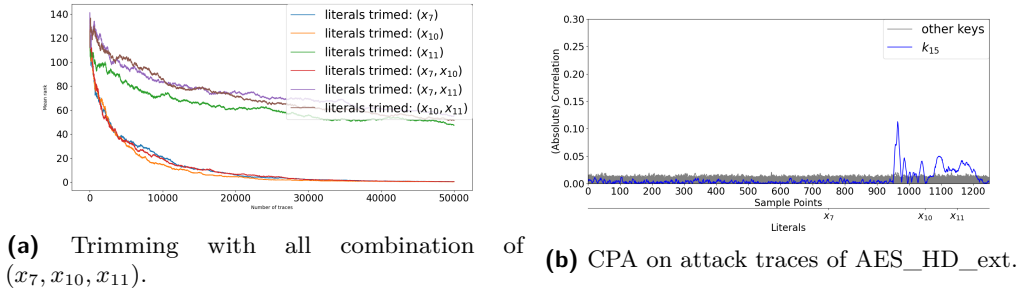 literals trimed: (x₇)
literals trimed: (x₁₀)
literals trimed: (x₁₁)
literals trimed: (x₇, x₁₀)
literals trimed: (x₇, x₁₁)
literals trimed: (x₁₀, x₁₁)
Mean rank
140
120
100
80
60
40
20
0
0 10000 20000 30000 40000 50000
Number of traces
(a) Trimming with all combination of
(x₇, x₁₀, x₁₁).
other keys
k₁₅
(Absolute) Correlation
0.30
0.25
0.20
0.15
0.10
0.05
0.00
0 100 200 300 400 500 600 700 800 900 1000 1100 1200
Sample Points
x₇ x₁₀ x₁₁
Literals
(b) CPA on attack traces of AES_HD_ext.